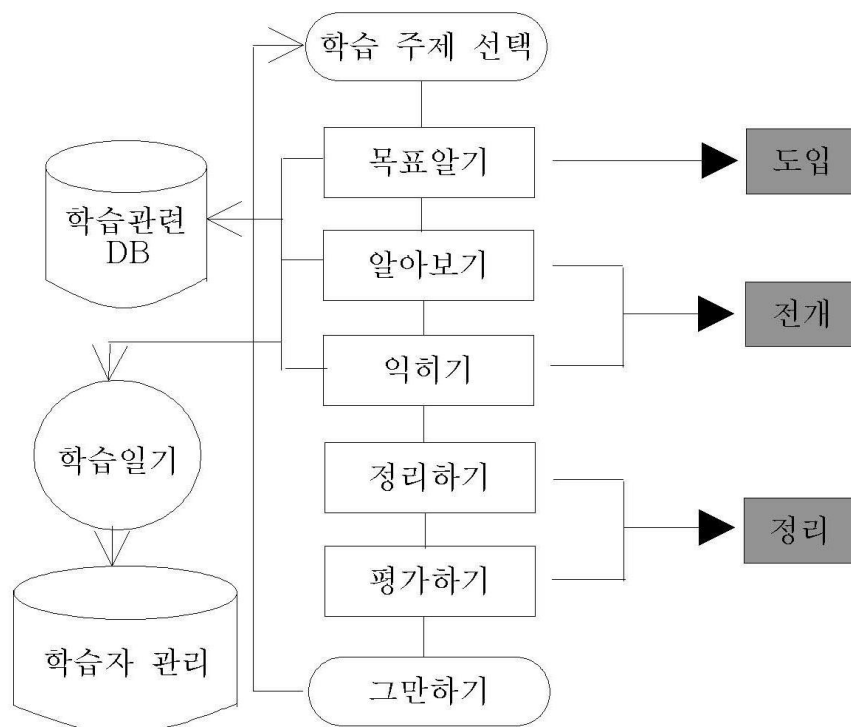 학습 주제 선택
목표알기
도입
학습관련
DB
알아보기
전개
익히기
학습일기
정리하기
정리
평가하기
학습자 관리
그만하기